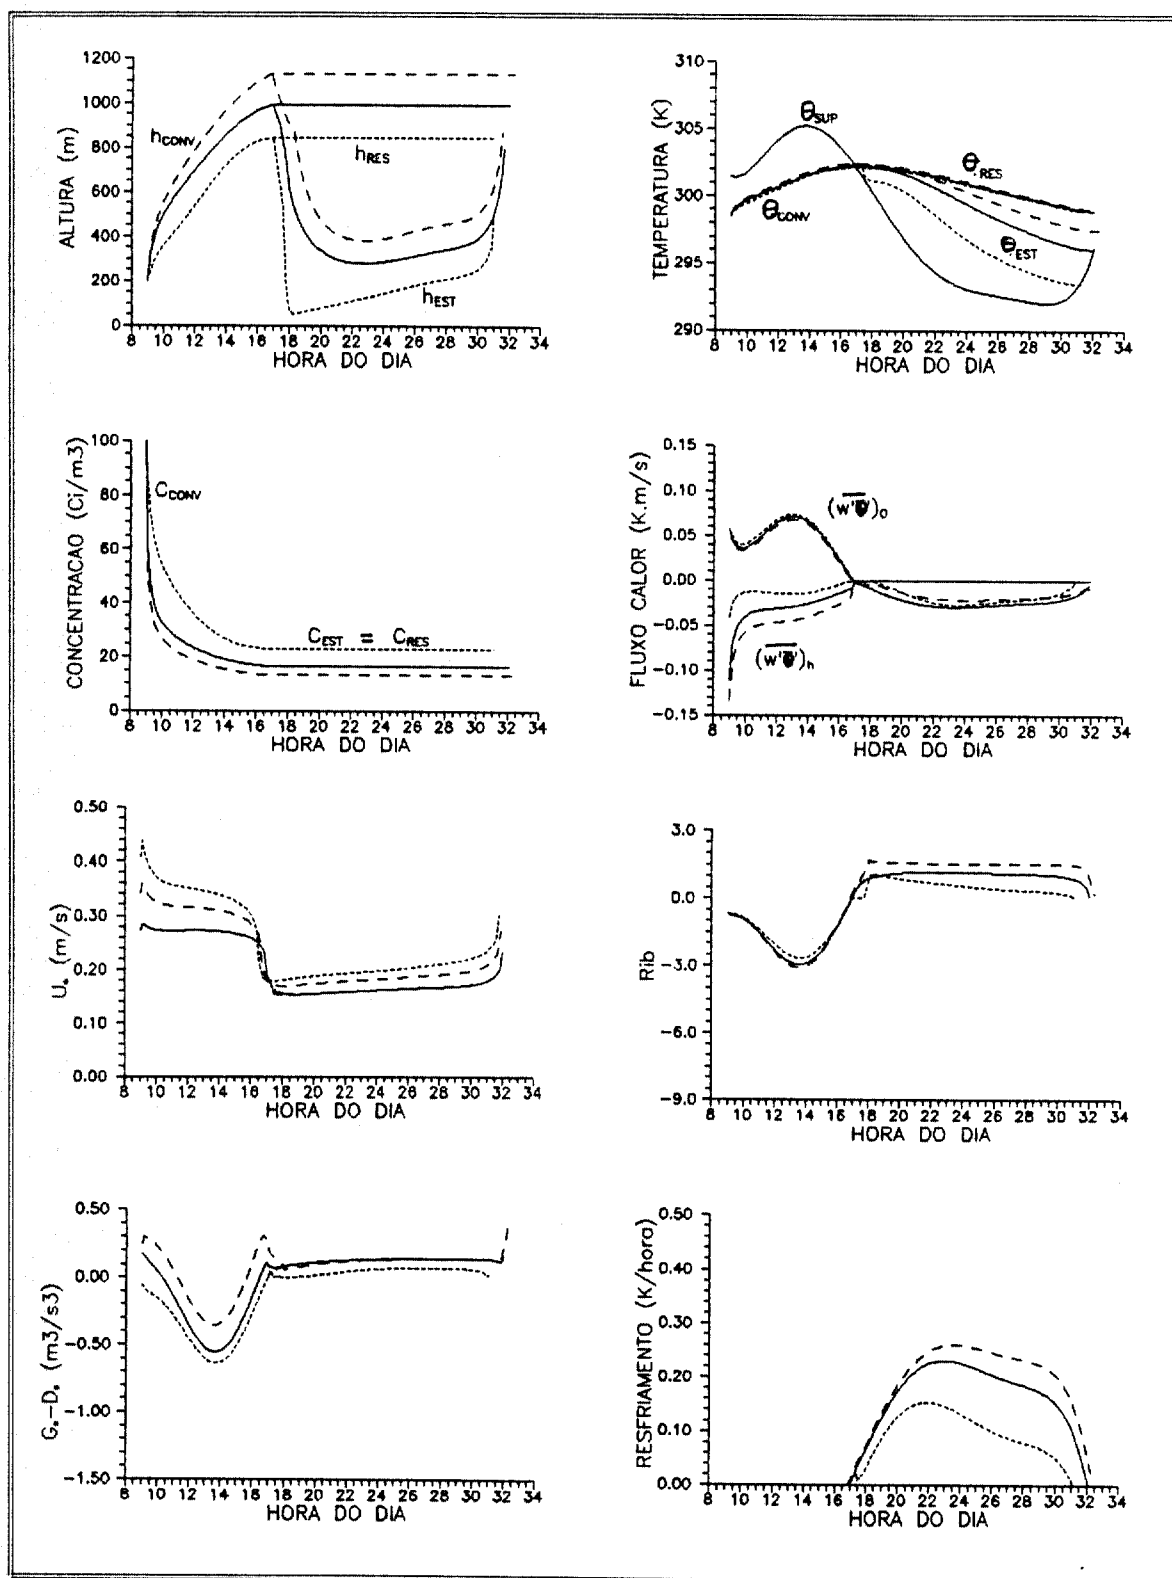 1200
1000
800
600
400
200
0
ALTURA (m)
hCONV
hRES
hEST
8 10 12 14 16 18 20 22 24 26 28 30 32 34
HORA DO DIA
310
305
300
295
290
TEMPERATURA (K)
θSUP
θRES
θCONV
θEST
8 10 12 14 16 18 20 22 24 26 28 30 32 34
HORA DO DIA
100
80
60
40
20
0
CONCENTRACAO (Ci/m3)
CCONV
CEST = CRES
8 10 12 14 16 18 20 22 24 26 28 30 32 34
HORA DO DIA
0.15
0.10
0.05
0.00
-0.05
-0.10
-0.15
FLUXO CALOR (K.m/s)
(w'θ')0
(w'θ')h
8 10 12 14 16 18 20 22 24 26 28 30 32 34
HORA DO DIA
0.50
0.40
0.30
0.20
0.10
0.00
U* (m/s)
8 10 12 14 16 18 20 22 24 26 28 30 32 34
HORA DO DIA
3.0
0.0
-3.0
-6.0
-9.0
Rib
8 10 12 14 16 18 20 22 24 26 28 30 32 34
HORA DO DIA
0.50
0.00
-0.50
-1.00
-1.50
G*-D* (m3/s3)
8 10 12 14 16 18 20 22 24 26 28 30 32 34
HORA DO DIA
0.50
0.40
0.30
0.20
0.10
0.00
RESFRIAMENTO (K/hora)
8 10 12 14 16 18 20 22 24 26 28 30 32 34
HORA DO DIA